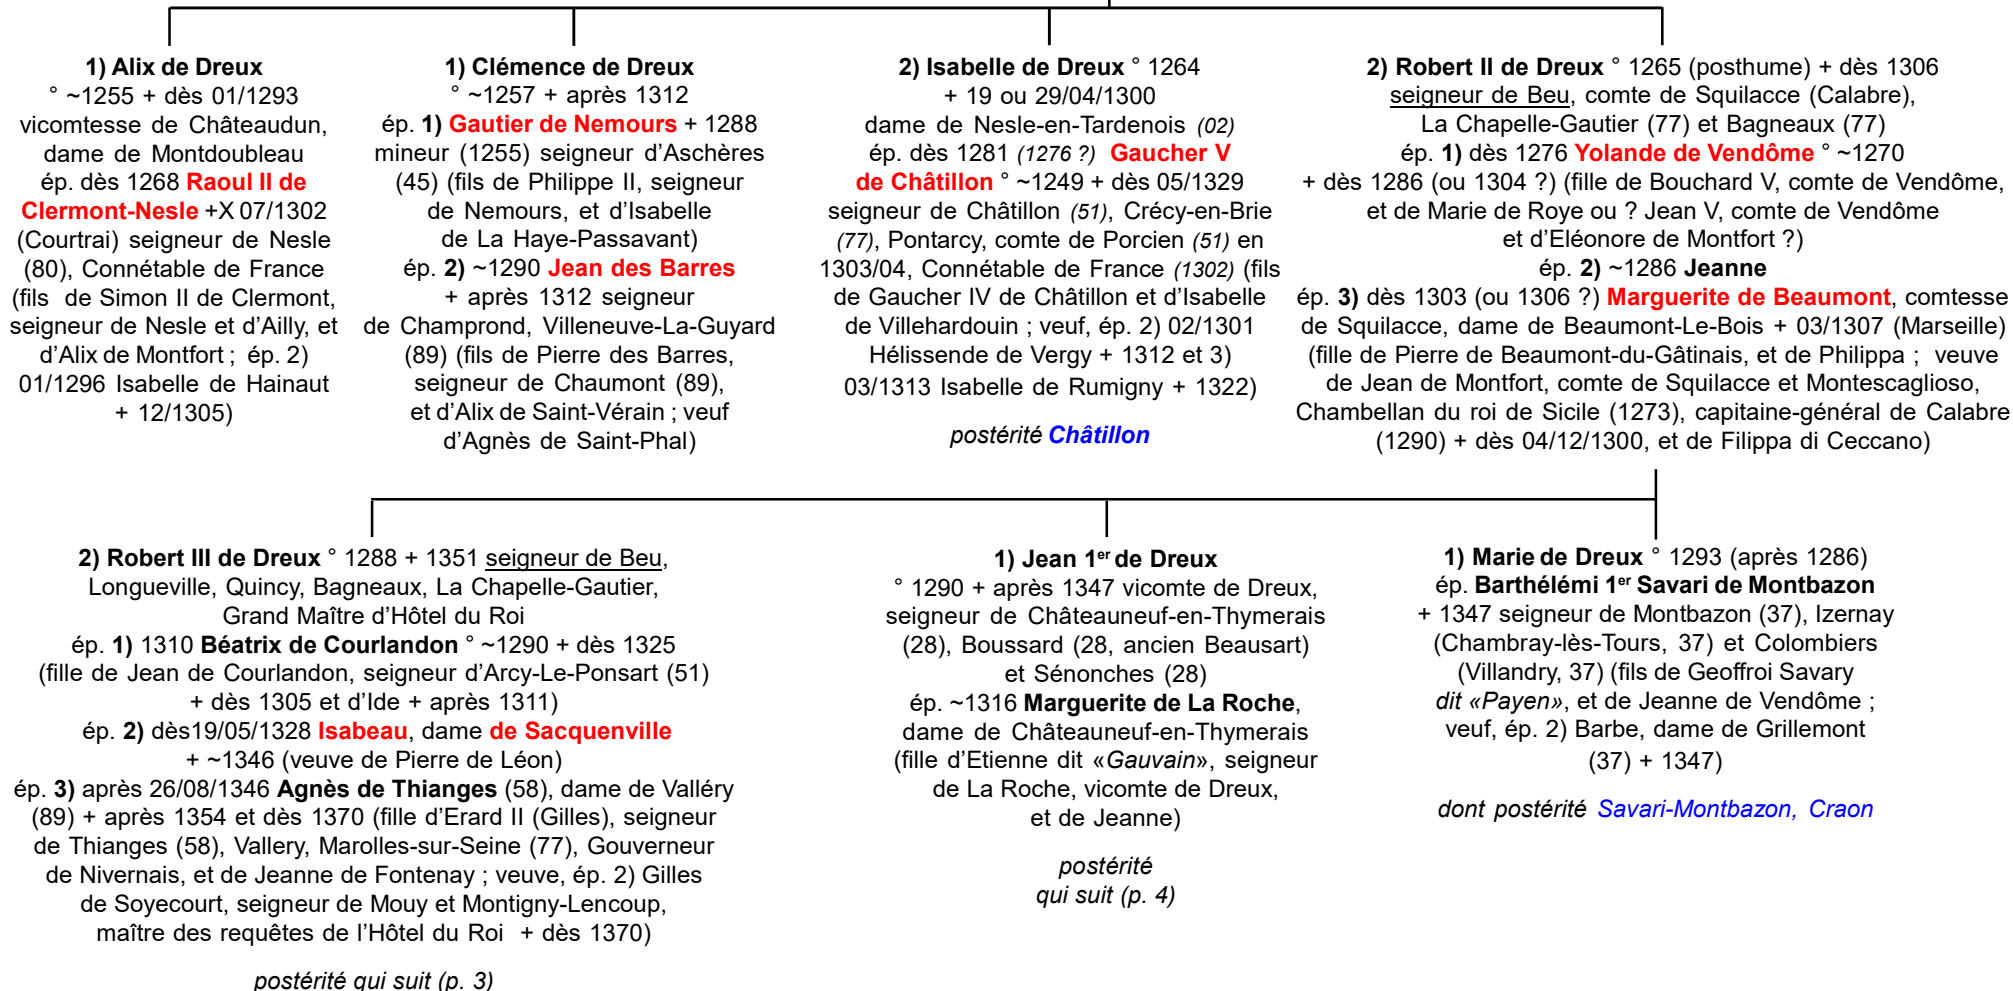 1) Alix de Dreux
° ~1255 + dès 01/1293
vicomtesse de Châteaudun,
dame de Montdoubleau
ép. dès 1268 Raoul II de
Clermont-Nesle +X 07/1302
(Courtrai) seigneur de Nesle
(80), Connétable de France
(fils de Simon II de Clermont,
seigneur de Nesle et d'Ailly, et
d'Alix de Montfort ; ép. 2)
01/1296 Isabelle de Hainaut
+ 12/1305)
1) Clémence de Dreux
° ~1257 + après 1312
ép. 1) Gautier de Nemours + 1288
mineur (1255) seigneur d'Aschères
(45) (fils de Philippe II, seigneur
de Nemours, et d'Isabelle
de La Haye-Passavant)
ép. 2) ~1290 Jean des Barres
+ après 1312 seigneur
de Champrond, Villeneuve-La-Guyard
(89) (fils de Pierre des Barres,
seigneur de Chaumont (89),
et d'Alix de Saint-Vérain ; veuf
d'Agnès de Saint-Phal)
2) Isabelle de Dreux ° 1264
+ 19 ou 29/04/1300
dame de Nesle-en-Tardenois (02)
ép. dès 1281 (1276 ?) Gaucher V
de Châtillon ° ~1249 + dès 05/1329
seigneur de Châtillon (51), Crécy-en-Brie
(77), Pontarcy, comte de Porcien (51) en
1303/04, Connétable de France (1302) (fils
de Gaucher IV de Châtillon et d'Isabelle
de Villehardouin ; veuf, ép. 2) 02/1301
Hélissende de Vergy + 1312 et 3)
03/1313 Isabelle de Rumigny + 1322)
postérité Châtillon
2) Robert II de Dreux ° 1265 (posthume) + dès 1306
seigneur de Beu, comte de Squilacce (Calabre),
La Chapelle-Gautier (77) et Bagneaux (77)
ép. 1) dès 1276 Yolande de Vendôme ° ~1270
+ dès 1286 (ou 1304 ?) (fille de Bouchard V, comte de Vendôme,
et de Marie de Roye ou ? Jean V, comte de Vendôme
et d'Eléonore de Montfort ?)
ép. 2) ~1286 Jeanne
ép. 3) dès 1303 (ou 1306 ?) Marguerite de Beaumont, comtesse
de Squilacce, dame de Beaumont-Le-Bois + 03/1307 (Marseille)
(fille de Pierre de Beaumont-du-Gâtinais, et de Philippa ; veuve
de Jean de Montfort, comte de Squilacce et Montescaglioso,
Chambellan du roi de Sicile (1273), capitaine-général de Calabre
(1290) + dès 04/12/1300, et de Filippa di Ceccano)
2) Robert III de Dreux ° 1288 + 1351 seigneur de Beu,
Longueville, Quincy, Bagneaux, La Chapelle-Gautier,
Grand Maître d'Hôtel du Roi
ép. 1) 1310 Béatrix de Courlandon ° ~1290 + dès 1325
(fille de Jean de Courlandon, seigneur d'Arcy-Le-Ponsart (51)
+ dès 1305 et d'Ide + après 1311)
ép. 2) dès19/05/1328 Isabeau, dame de Sacquenville
+ ~1346 (veuve de Pierre de Léon)
ép. 3) après 26/08/1346 Agnès de Thianges (58), dame de Valléry
(89) + après 1354 et dès 1370 (fille d'Erard II (Gilles), seigneur
de Thianges (58), Vallery, Marolles-sur-Seine (77), Gouverneur
de Nivernais, et de Jeanne de Fontenay ; veuve, ép. 2) Gilles
de Soyecourt, seigneur de Mouy et Montigny-Lencoup,
maître des requêtes de l'Hôtel du Roi + dès 1370)
postérité qui suit (p. 3)
1) Jean 1er de Dreux
° 1290 + après 1347 vicomte de Dreux,
seigneur de Châteauneuf-en-Thymerais
(28), Boussard (28, ancien Beausart)
et Sénonches (28)
ép. ~1316 Marguerite de La Roche,
dame de Châteauneuf-en-Thymerais
(fille d'Etienne dit «Gauvain», seigneur
de La Roche, vicomte de Dreux,
et de Jeanne)
postérité
qui suit (p. 4)
1) Marie de Dreux ° 1293 (après 1286)
ép. Barthélémi 1er Savari de Montbazon
+ 1347 seigneur de Montbazon (37), Izernay
(Chambray-lès-Tours, 37) et Colombiers
(Villandry, 37) (fils de Geoffroi Savary
dit «Payen», et de Jeanne de Vendôme ;
veuf, ép. 2) Barbe, dame de Grillemont
(37) + 1347)
dont postérité Savari-Montbazon, Craon